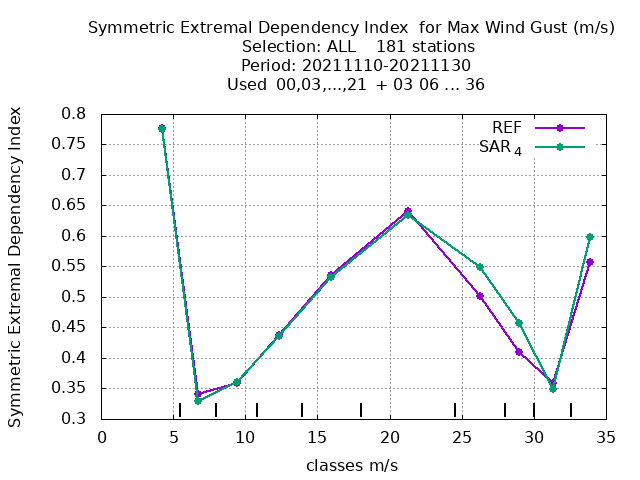 Symmetric Extremal Dependency Index  for Max Wind Gust (m/s)
Selection: ALL    181 stations
Period: 20211110-20211130
Used  00,03,...,21  + 03 06 ... 36
Symmetric Extremal Dependency Index
0.8
0.75
0.7
0.65
0.6
0.55
0.5
0.45
0.4
0.35
0.3
REF
SAR 4
0 5 10 15 20 25 30 35
classes m/s